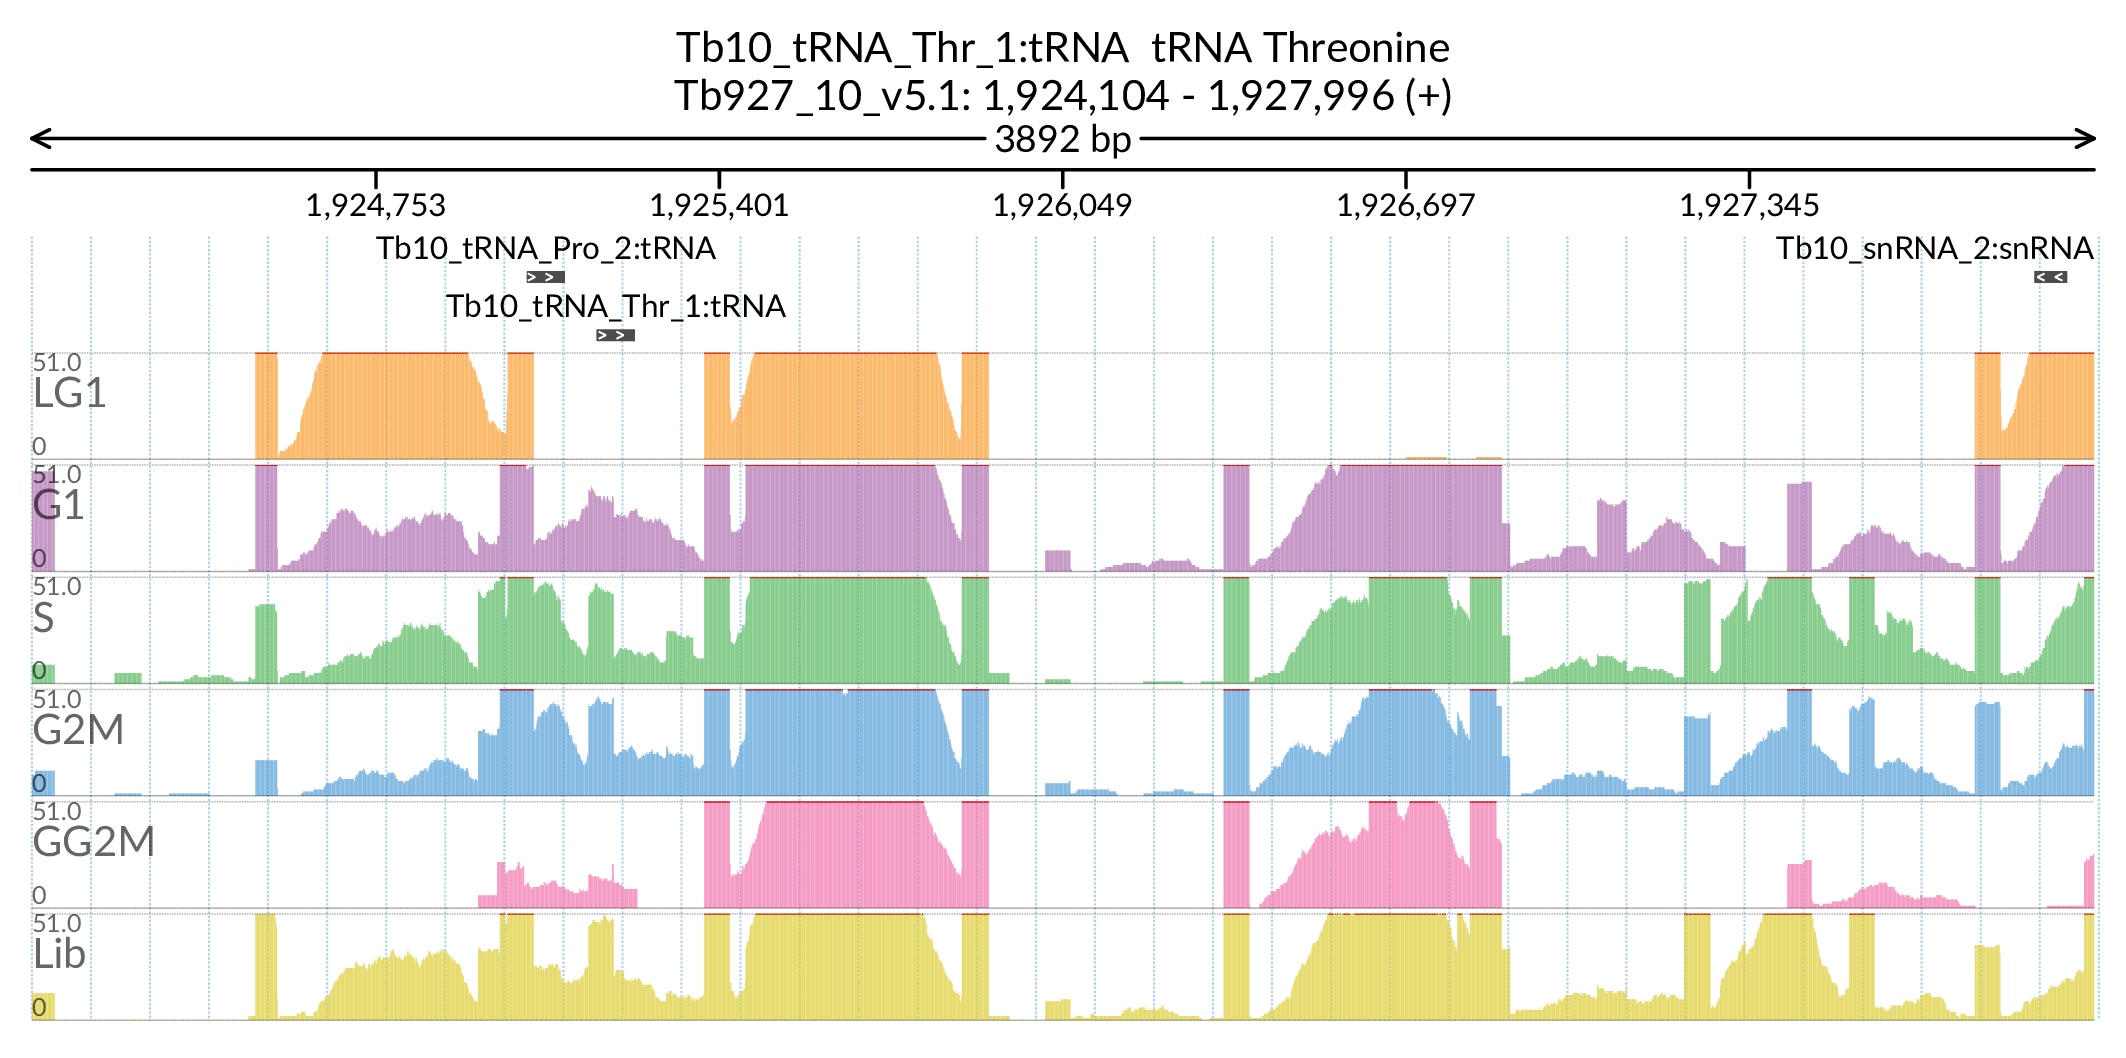 Tb10_tRNA_Thr_1:tRNA tRNA Threonine
Tb927_10_v5.1: 1,924,104 - 1,927,996 (+)
3892 bp
1,924,753 1,925,401 1,926,049 1,926,697 1,927,345
Tb10_tRNA_Pro_2:tRNA Tb10_snRNA_2:snRNA
Tb10_tRNA_Thr_1:tRNA
51.0
LG1
0
51.0
G1
0
51.0
S
0
51.0
G2M
0
51.0
GG2M
0
51.0
Lib
0